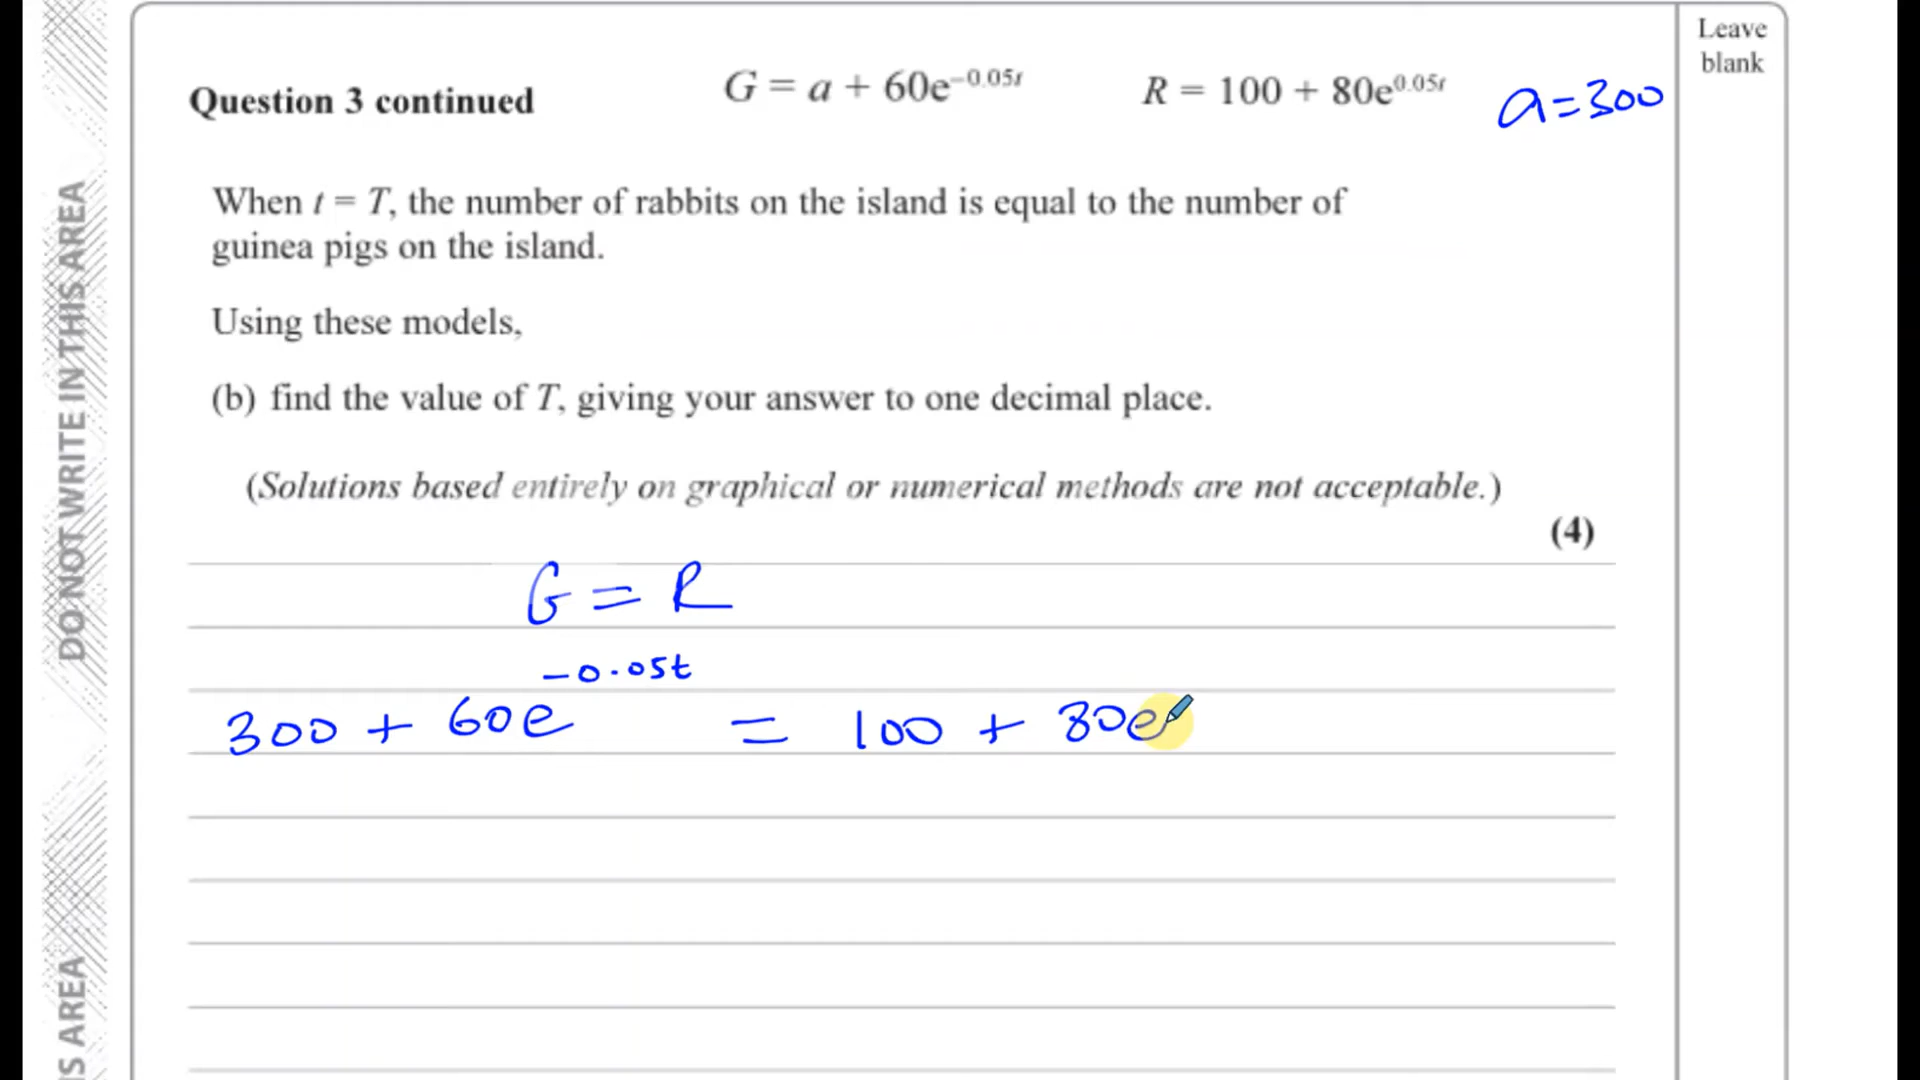 Leave
blank
Question 3 continued
G = a + 60e^−0.05t
R = 100 + 80e^0.05t
a=300
When t = T, the number of rabbits on the island is equal to the number of
guinea pigs on the island.
Using these models,
(b) find the value of T, giving your answer to one decimal place.
(Solutions based entirely on graphical or numerical methods are not acceptable.)
(4)
G = R
300 + 60e^-0.05t = 100 + 80e
DO NOT WRITE IN THIS AREA
IS AREA